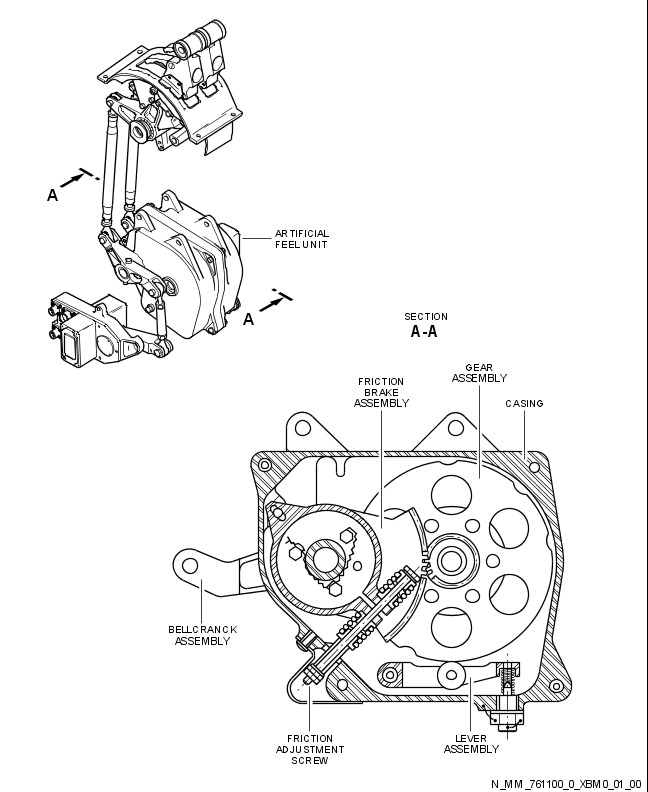 A
ARTIFICIAL
FEEL UNIT
A
SECTION
A-A
GEAR
ASSEMBLY
FRICTION
BRAKE
ASSEMBLY
CASING
BELLCRANCK
ASSEMBLY
FRICTION
ADJUSTMENT
SCREW
LEVER
ASSEMBLY
N_MM_761100_0_XBM0_01_00